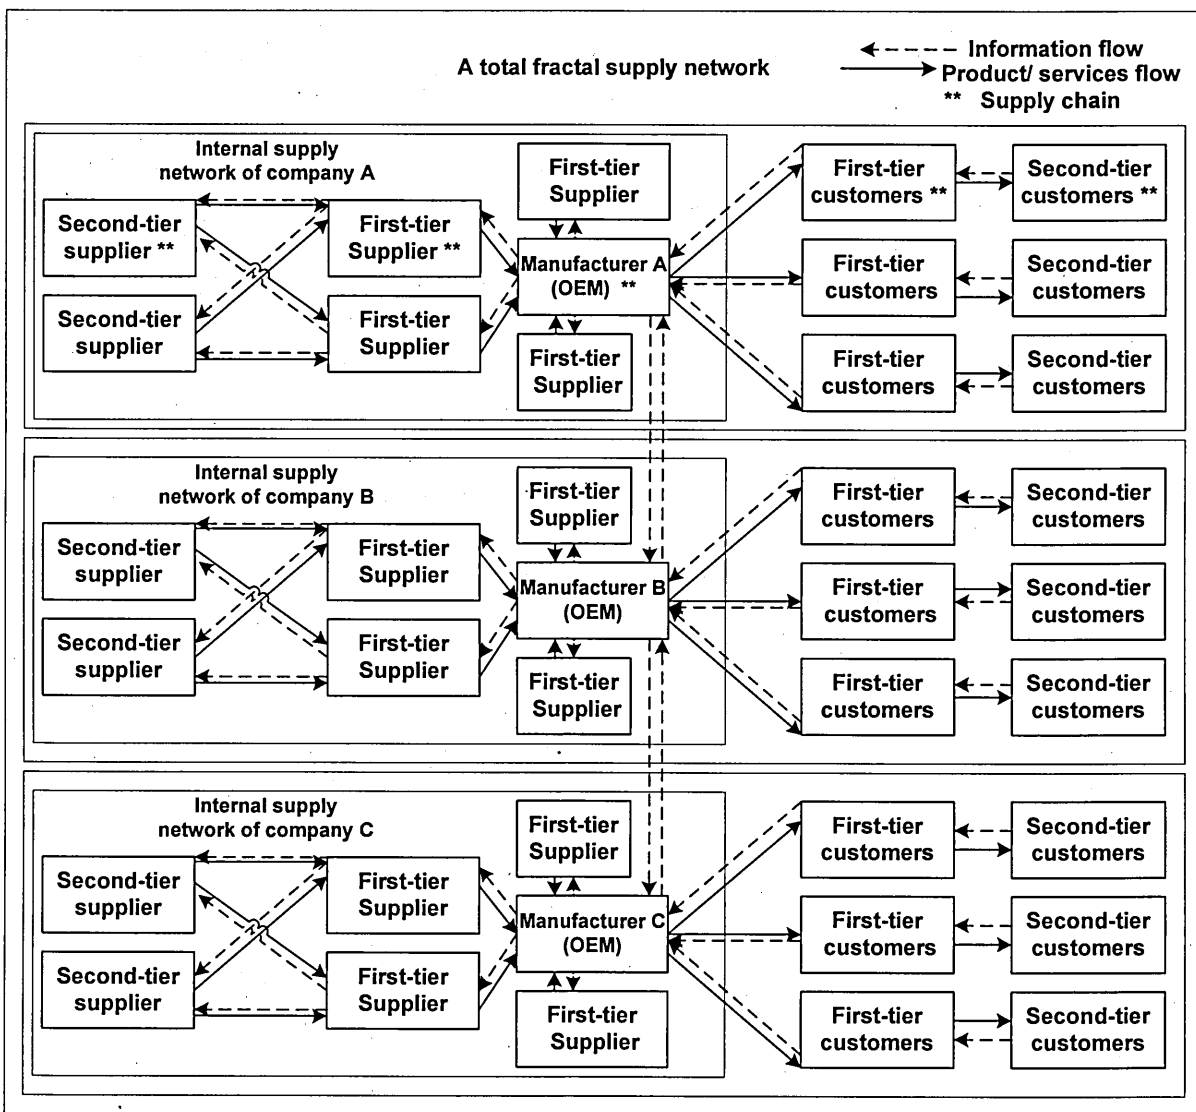 A total fractal supply network
Information flow
Product/ services flow
** Supply chain
Internal supply
network of company A
Second-tier
supplier **
Second-tier
supplier
First-tier
Supplier **
First-tier
Supplier
First-tier
Supplier
Manufacturer A
(OEM) **
First-tier
Supplier
First-tier
customers **
Second-tier
customers **
First-tier
customers
Second-tier
customers
First-tier
customers
Second-tier
customers
Internal supply
network of company B
Second-tier
supplier
Second-tier
supplier
First-tier
Supplier
First-tier
Supplier
First-tier
Supplier
Manufacturer B
(OEM)
First-tier
Supplier
First-tier
customers
Second-tier
customers
First-tier
customers
Second-tier
customers
First-tier
customers
Second-tier
customers
Internal supply
network of company C
Second-tier
supplier
Second-tier
supplier
First-tier
Supplier
First-tier
Supplier
First-tier
Supplier
Manufacturer C
(OEM)
First-tier
Supplier
First-tier
customers
Second-tier
customers
First-tier
customers
Second-tier
customers
First-tier
customers
Second-tier
customers